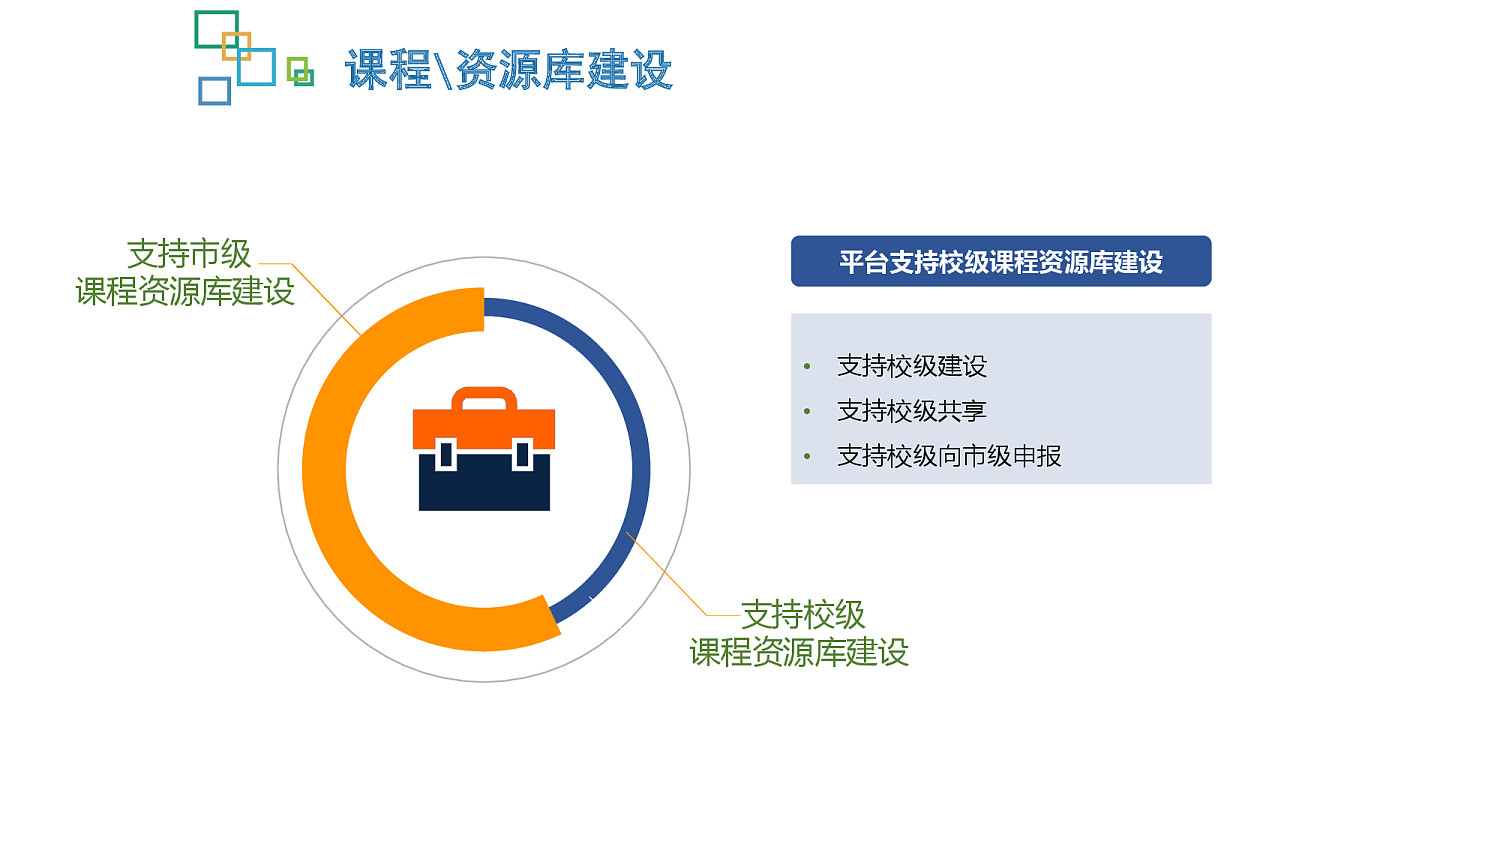 课程\资源库建设
支持市级
课程资源库建设
平台支持校级课程资源库建设
• 支持校级建设
• 支持校级共享
• 支持校级向市级申报
支持校级
课程资源库建设